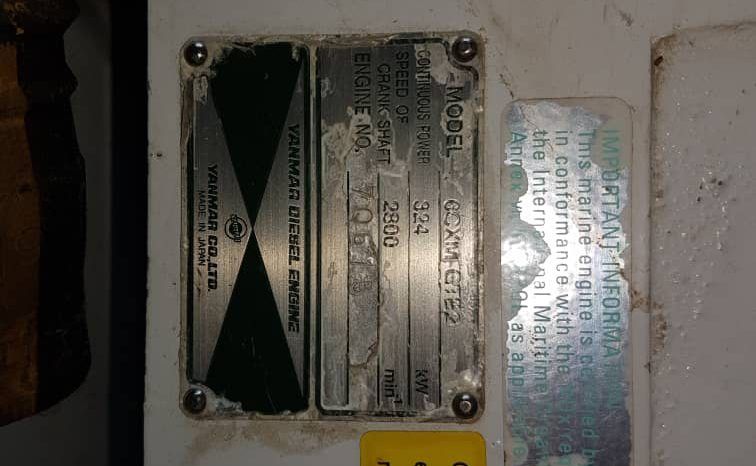 MODEL 6CXM-GTE2
CONTINUOUS POWER 324 kW
SPEED OF CRANK SHAFT 2800 min-1
ENGINE NO.
YANMAR DIESEL ENGINE
YANMAR CO.,LTD.
MADE IN JAPAN
IMPORTANT INFORMA
This marine engine is
in conformance with the
the International Maritime
Annex as